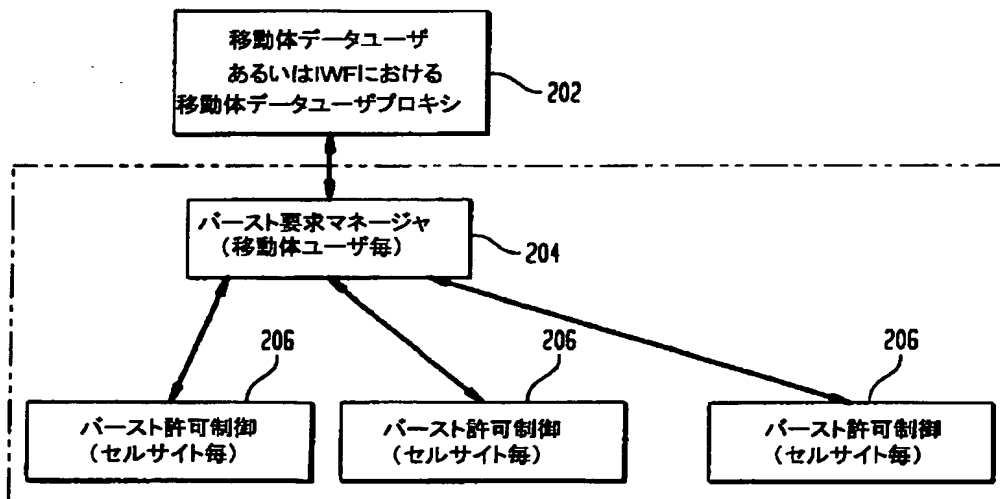 移動体データユーザ
あるいはIWFにおける
移動体データユーザプロキシ
202
バースト要求マネージャ
(移動体ユーザ毎)
204
206
206
206
バースト許可制御
(セルサイト毎)
バースト許可制御
(セルサイト毎)
バースト許可制御
(セルサイト毎)